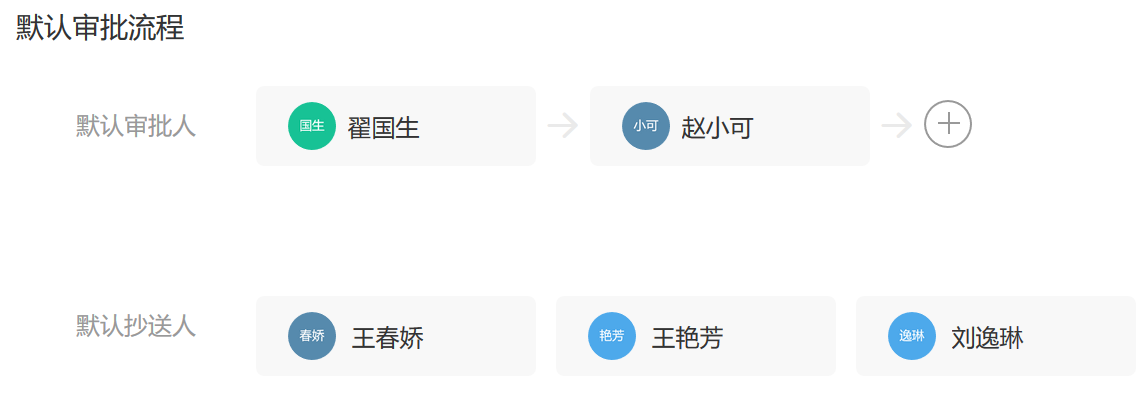 默认审批流程
默认审批人 国生 翟国生 小可 赵小可
默认抄送人 春娇 王春娇 艳芳 王艳芳 逸琳 刘逸琳